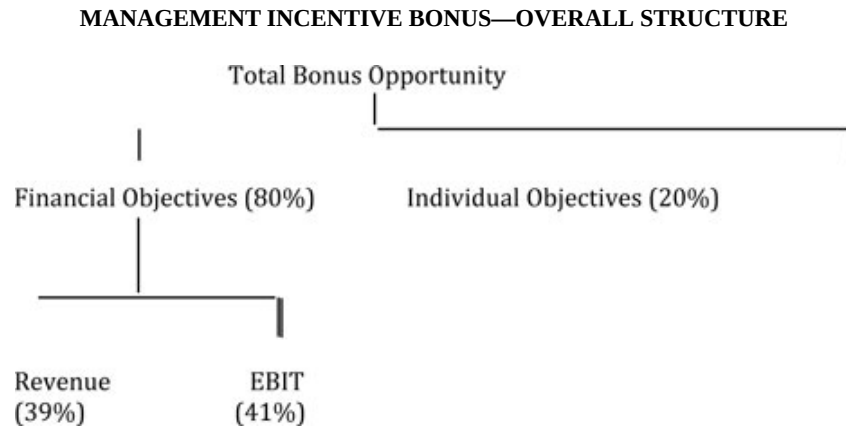 MANAGEMENT INCENTIVE BONUS—OVERALL STRUCTURE
Total Bonus Opportunity
Financial Objectives (80%) Individual Objectives (20%)
Revenue EBIT
(39%) (41%)